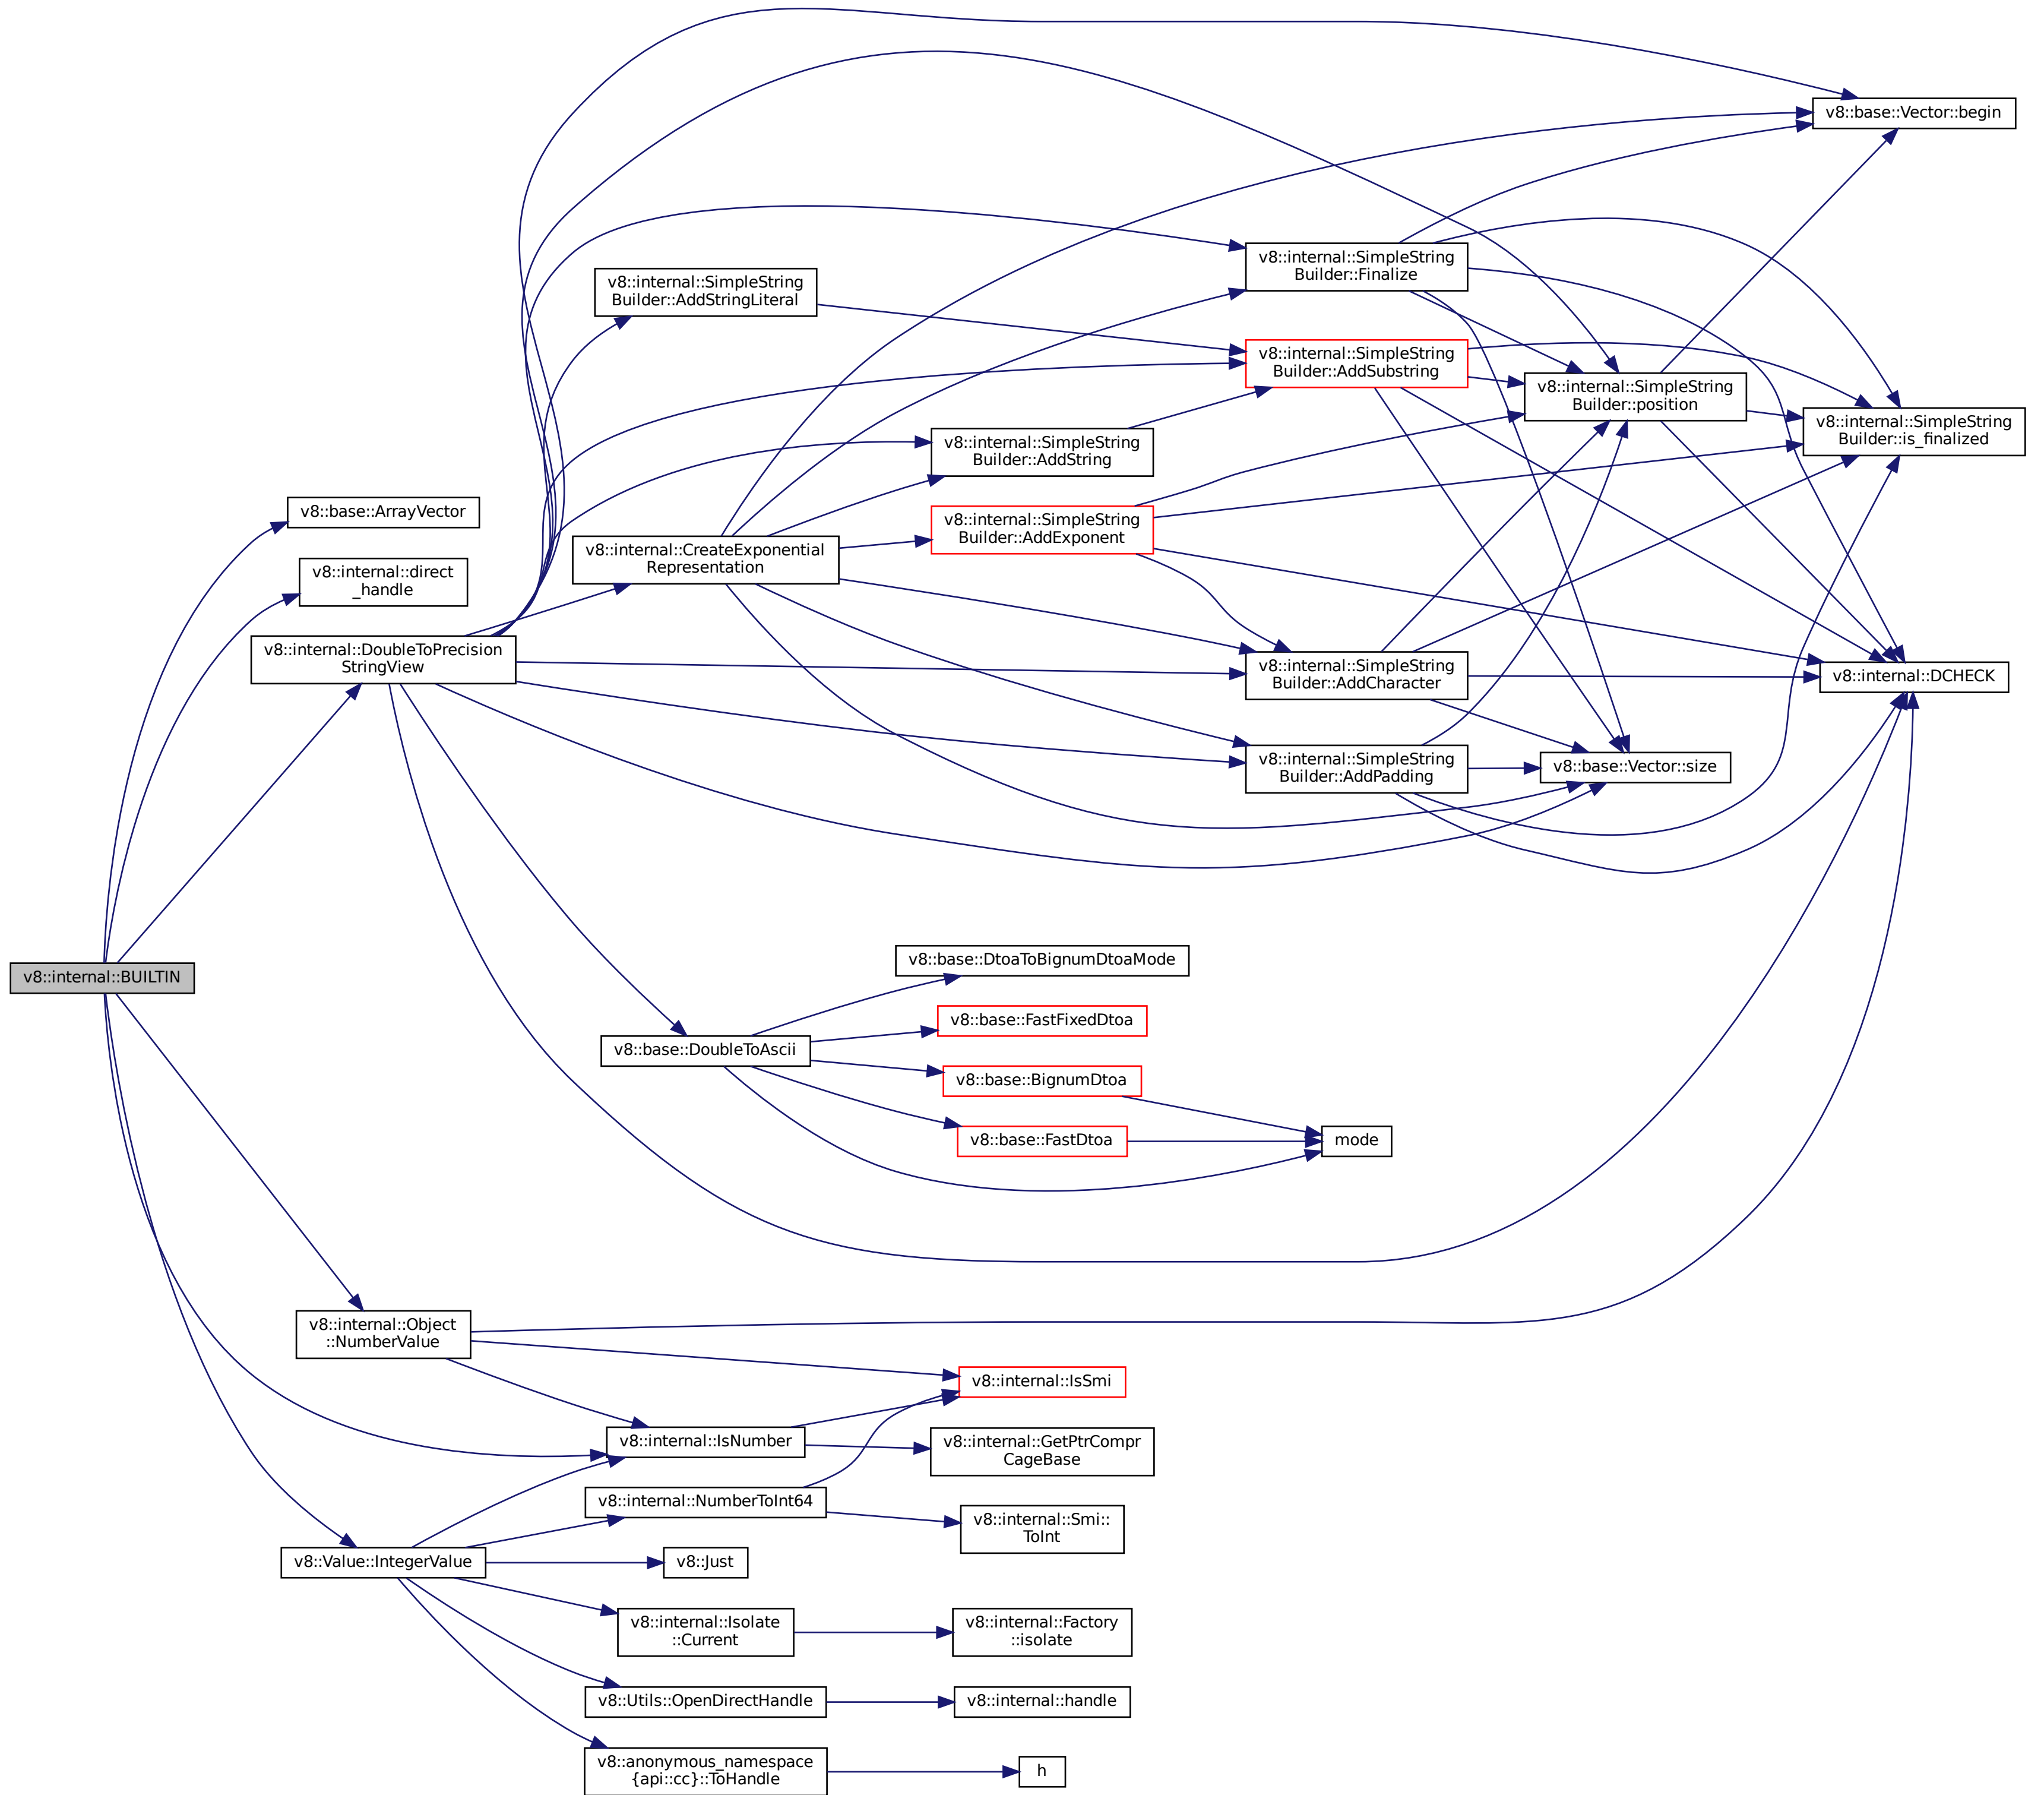 v8::base::Vector::begin
v8::internal::SimpleString
Builder::Finalize
v8::internal::SimpleString
Builder::AddStringLiteral
v8::internal::SimpleString
Builder::AddSubstring
v8::internal::SimpleString
Builder::position
v8::internal::SimpleString
Builder::is_finalized
v8::internal::SimpleString
Builder::AddString
v8::base::ArrayVector
v8::internal::SimpleString
Builder::AddExponent
v8::internal::CreateExponential
Representation
v8::internal::direct
_handle
v8::internal::DoubleToPrecision
StringView
v8::internal::SimpleString
Builder::AddCharacter
v8::internal::DCHECK
v8::internal::SimpleString
Builder::AddPadding
v8::base::Vector::size
v8::base::DtoaToBignumDtoaMode
v8::internal::BUILTIN
v8::base::FastFixedDtoa
v8::base::DoubleToAscii
v8::base::BignumDtoa
v8::base::FastDtoa
mode
v8::internal::Object
::NumberValue
v8::internal::IsSmi
v8::internal::IsNumber
v8::internal::GetPtrCompr
CageBase
v8::internal::NumberToInt64
v8::internal::Smi::
ToInt
v8::Value::IntegerValue
v8::Just
v8::internal::Isolate
::Current
v8::internal::Factory
::isolate
v8::Utils::OpenDirectHandle
v8::internal::handle
v8::anonymous_namespace
{api::cc}::ToHandle
h